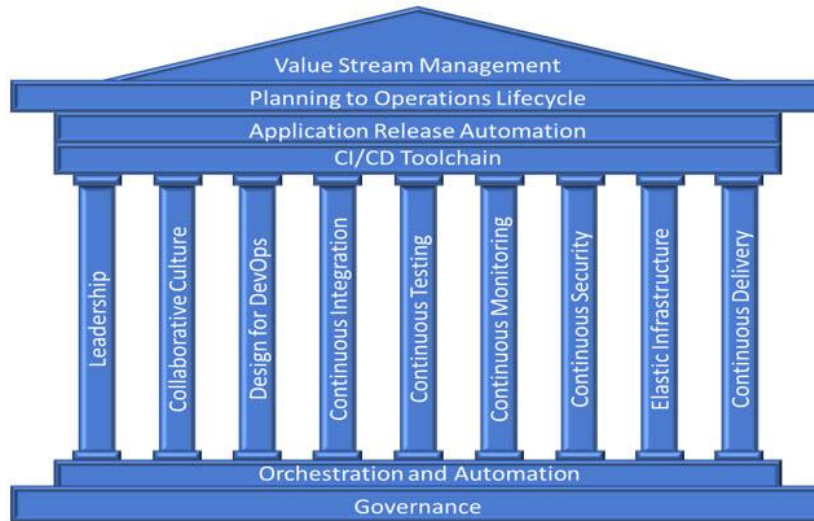 Value Stream Management
Planning to Operations Lifecycle
Application Release Automation
CI/CD Toolchain
Leadership
Collaborative Culture
Design for DevOps
Continuous Integration
Continuous Testing
Continuous Monitoring
Continuous Security
Elastic Infrastructure
Continuous Delivery
Orchestration and Automation
Governance